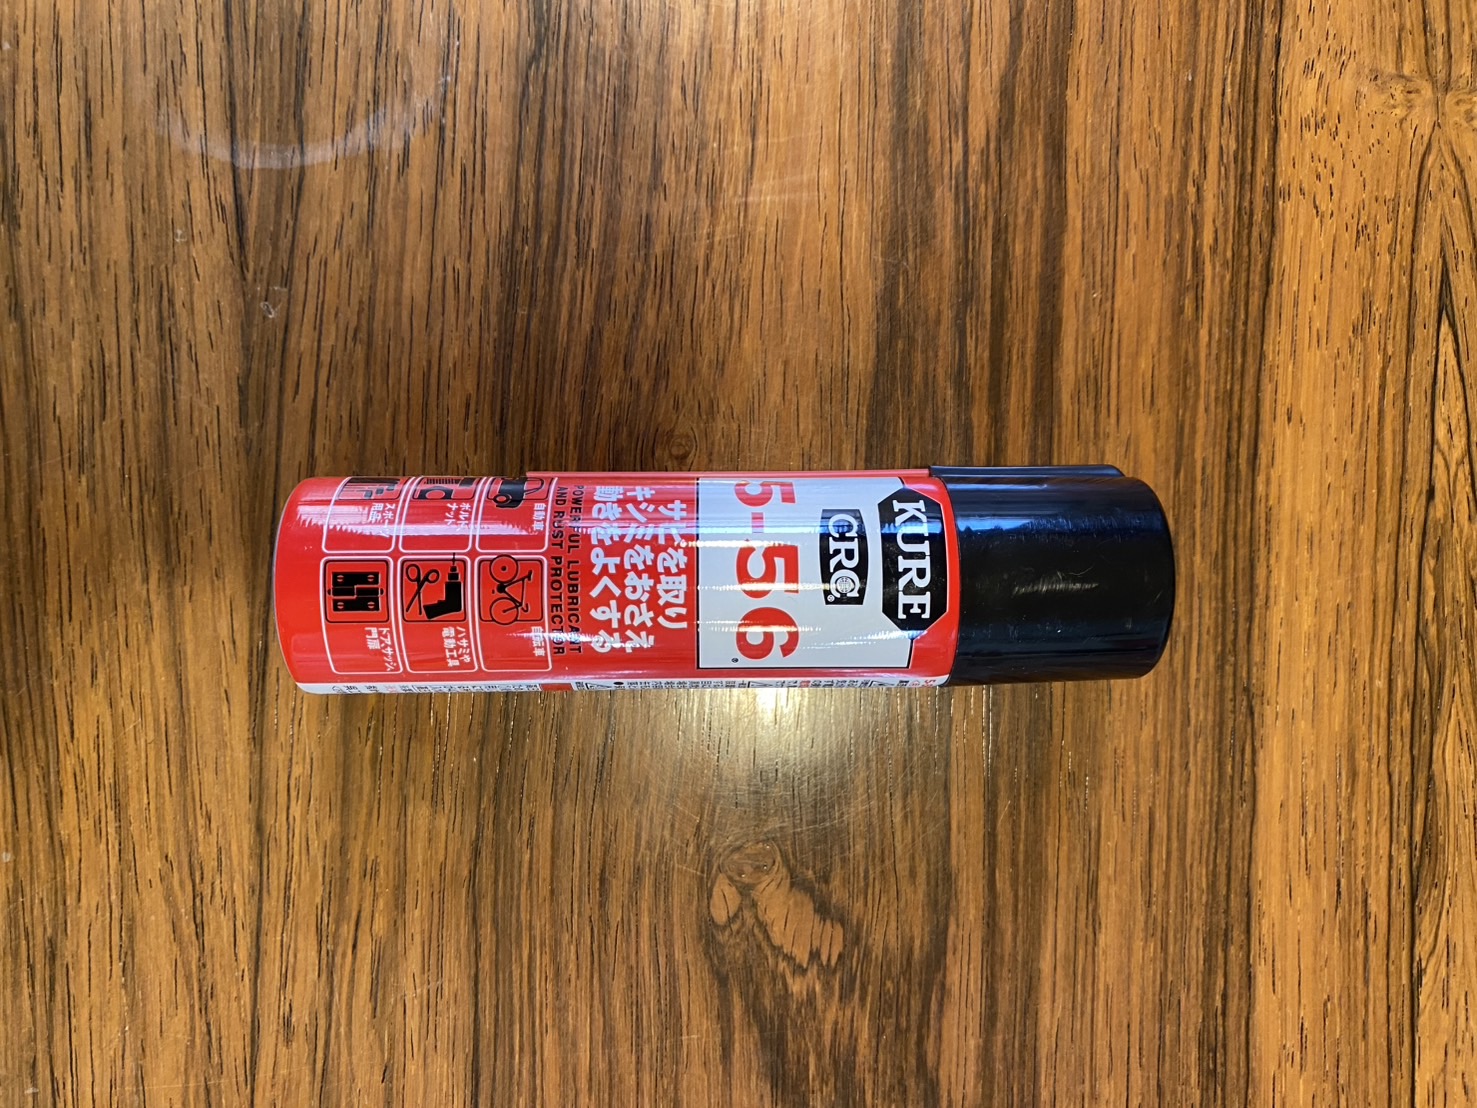 KURE
CRC®
5-56®
サビを取り
キシミをおさえ
動きをよくする
POWERFUL LUBRICANT
AND RUST PROTECTOR
自動車
自転車
ボルト・
ナット
ハサミや
電動工具
スポーツ
用品
ドア、サッシ、
門扉